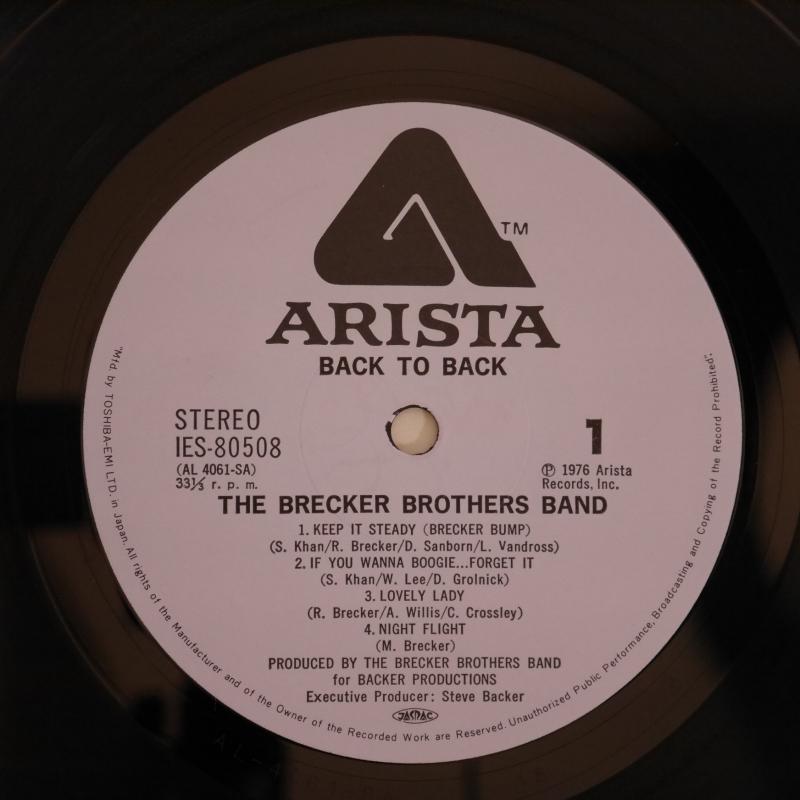 TM
ARISTA
BACK TO BACK
STEREO
IES-80508
(AL 4061-SA)
33⅓ r. p. m.
1
Ⓟ 1976 Arista
Records, Inc.
THE BRECKER BROTHERS BAND
1. KEEP IT STEADY (BRECKER BUMP)
(S. Khan/R. Brecker/D. Sanborn/L. Vandross)
2. IF YOU WANNA BOOGIE...FORGET IT
(S. Khan/W. Lee/D. Grolnick)
3. LOVELY LADY
(R. Brecker/A. Willis/C. Crossley)
4. NIGHT FLIGHT
(M. Brecker)
PRODUCED BY THE BRECKER BROTHERS BAND
for BACKER PRODUCTIONS
Executive Producer: Steve Backer
JASRAC
"Mfd. by TOSHIBA-EMI LTD. in Japan. All rights of the Manufacturer and of the Owner of the Recorded Work are Reserved. Unauthorized Public Performance, Broadcasting and Copying of the Record Prohibited".